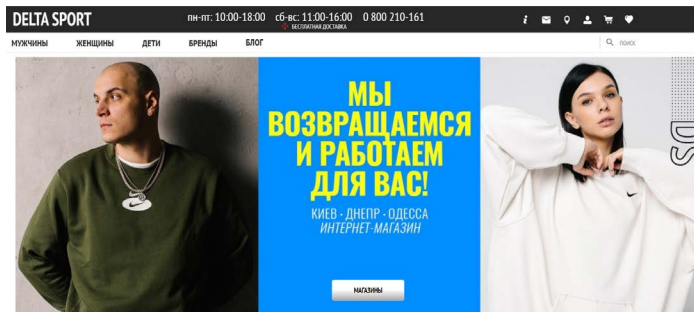 DELTA SPORT
пн-пт: 10:00-18:00 сб-вс: 11:00-16:00 0 800 210-161
БЕСПЛАТНАЯ ДОСТАВКА
МУЖЧИНЫ ЖЕНЩИНЫ ДЕТИ БРЕНДЫ БЛОГ
поиск
МЫ
ВОЗВРАЩАЕМСЯ
И РАБОТАЕМ
ДЛЯ ВАС!
КИЕВ · ДНЕПР · ОДЕССА
ИНТЕРНЕТ-МАГАЗИН
МАГАЗИНЫ
DS